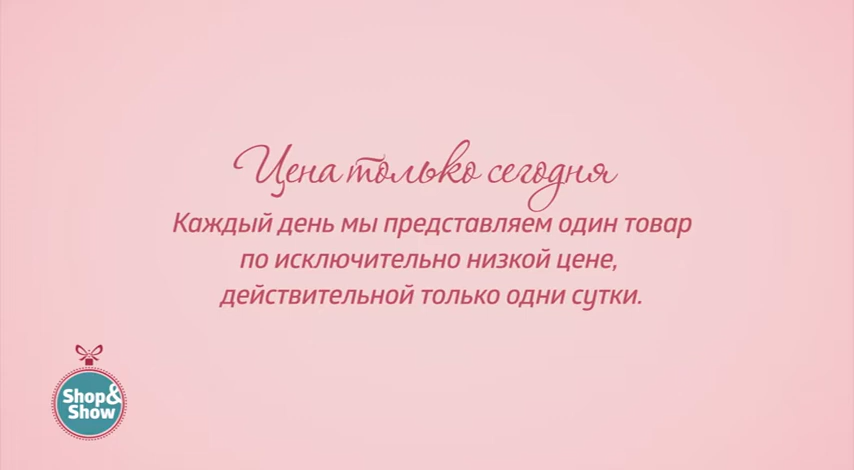 Цена только сегодня
Каждый день мы представляем один товар
по исключительно низкой цене,
действительной только одни сутки.
Shop&
Show